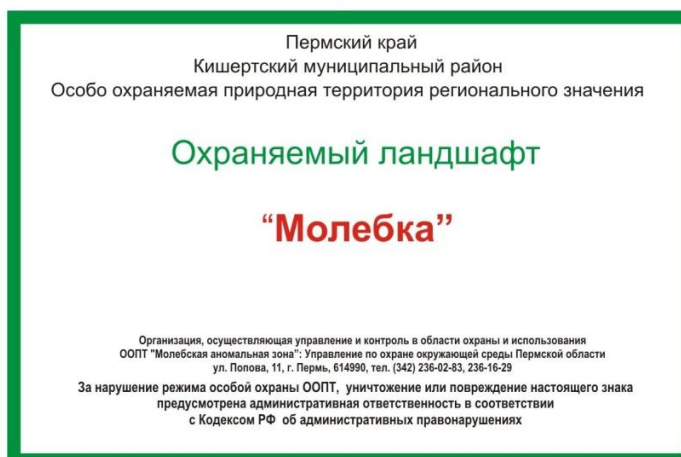 Пермский край
Кишертский муниципальный район
Особо охраняемая природная территория регионального значения
Охраняемый ландшафт
“Молебка”
Организация, осуществляющая управление и контроль в области охраны и использования
ООПТ "Молебская аномальная зона”: Управление по охране окружающей среды Пермской области
ул. Попова, 11, г. Пермь, 614990, тел. (342) 236-02-83, 236-16-29
За нарушение режима особой охраны ООПТ, уничтожение или повреждение настоящего знака
предусмотрена административная ответственность в соответствии
с Кодексом РФ об административных правонарушениях